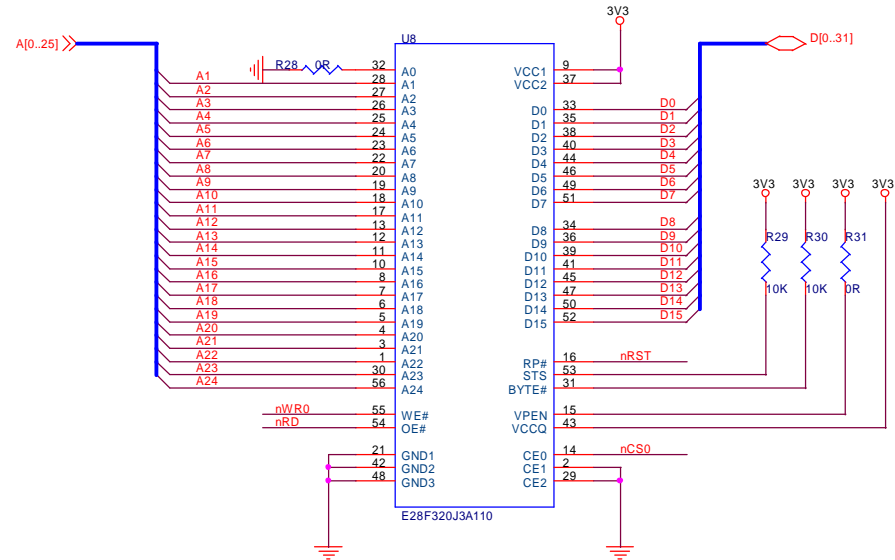 3V3
A[0..25]
U8
D[0..31]
R28 0R 32 A0 VCC1 9
A1 28 A1 VCC2 37
A2 27 A2
A3 26 A3 D0 33 D0
A4 25 A4 D1 35 D1
A5 24 A5 D2 38 D2
A6 23 A6 D3 40 D3
A7 22 A7 D4 44 D4
A8 20 A8 D5 46 D5
A9 19 A9 D6 49 D6
A10 18 A10 D7 51 D7
3V3 3V3 3V3 3V3
A11 17 A11
A12 13 A12 D8 34 D8
A13 12 A13 D9 36 D9
A14 11 A14 D10 39 D10
A15 10 A15 D11 41 D11
A16 8 A16 D12 45 D12
A17 7 A17 D13 47 D13
A18 6 A18 D14 50 D14
A19 5 A19 D15 52 D15
R29 R30 R31
10K 10K 0R
A20 4 A20
A21 3 A21
A22 1 A22 RP# 16 nRST
A23 30 A23 STS 53
A24 56 A24 BYTE# 31
nWR0 55 WE# VPEN 15
nRD 54 OE# VCCQ 43
21 GND1 CE0 14 nCS0
42 GND2 CE1 2
48 GND3 CE2 29
E28F320J3A110